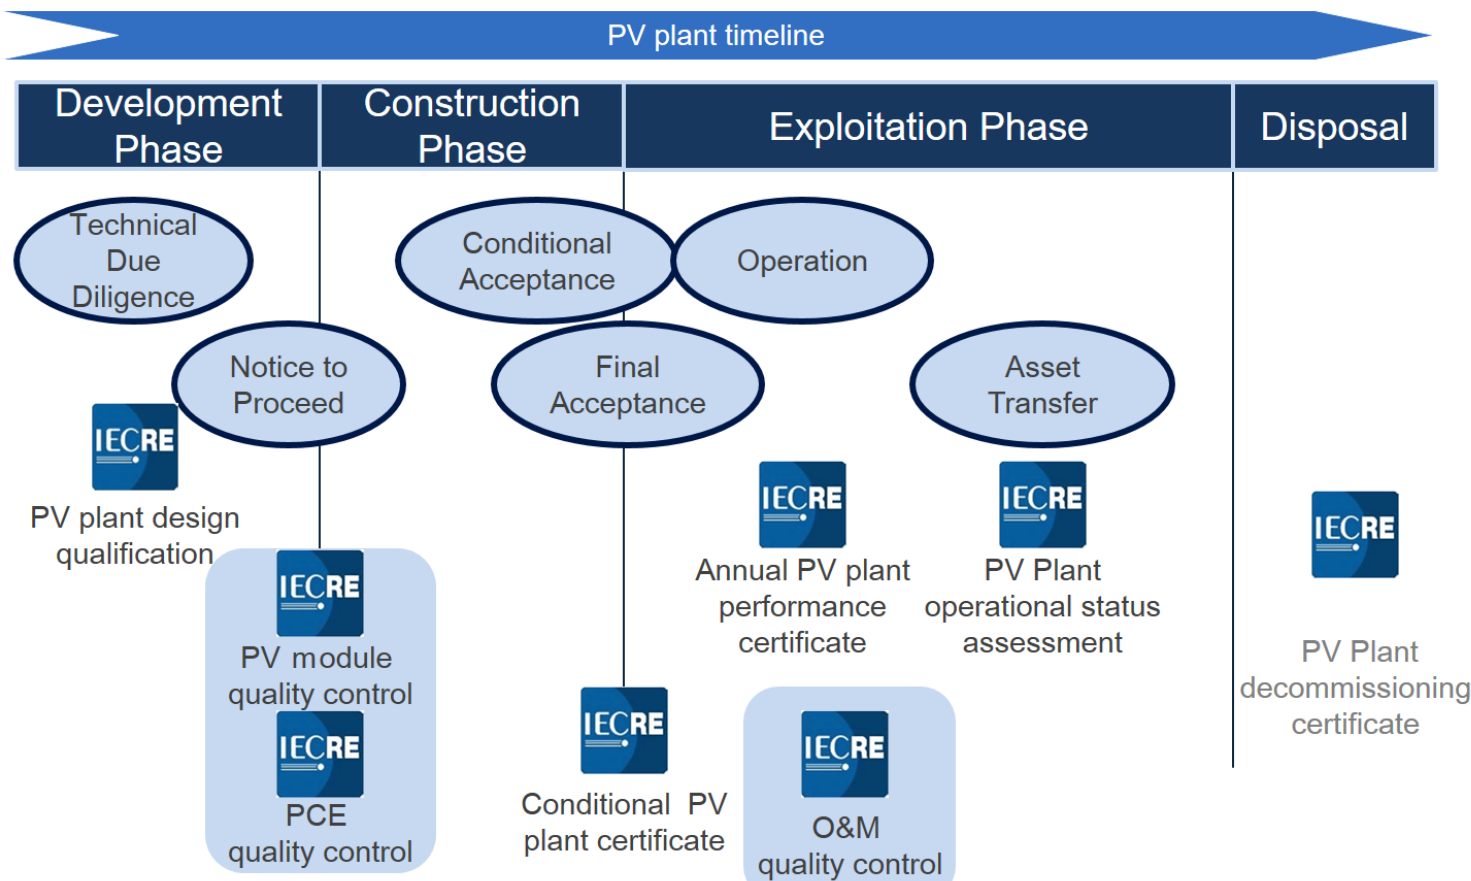 PV plant timeline
Development
Phase
Construction
Phase
Exploitation Phase
Disposal
Technical
Due
Diligence
Conditional
Acceptance
Operation
Notice to
Proceed
Final
Acceptance
Asset
Transfer
IECRE
PV plant design
qualification
IECRE
PV module
quality control
IECRE
PCE
quality control
IECRE
Conditional PV
plant certificate
IECRE
Annual PV plant
performance
certificate
IECRE
PV Plant
operational status
assessment
IECRE
O&M
quality control
IECRE
PV Plant
decommissioning
certificate